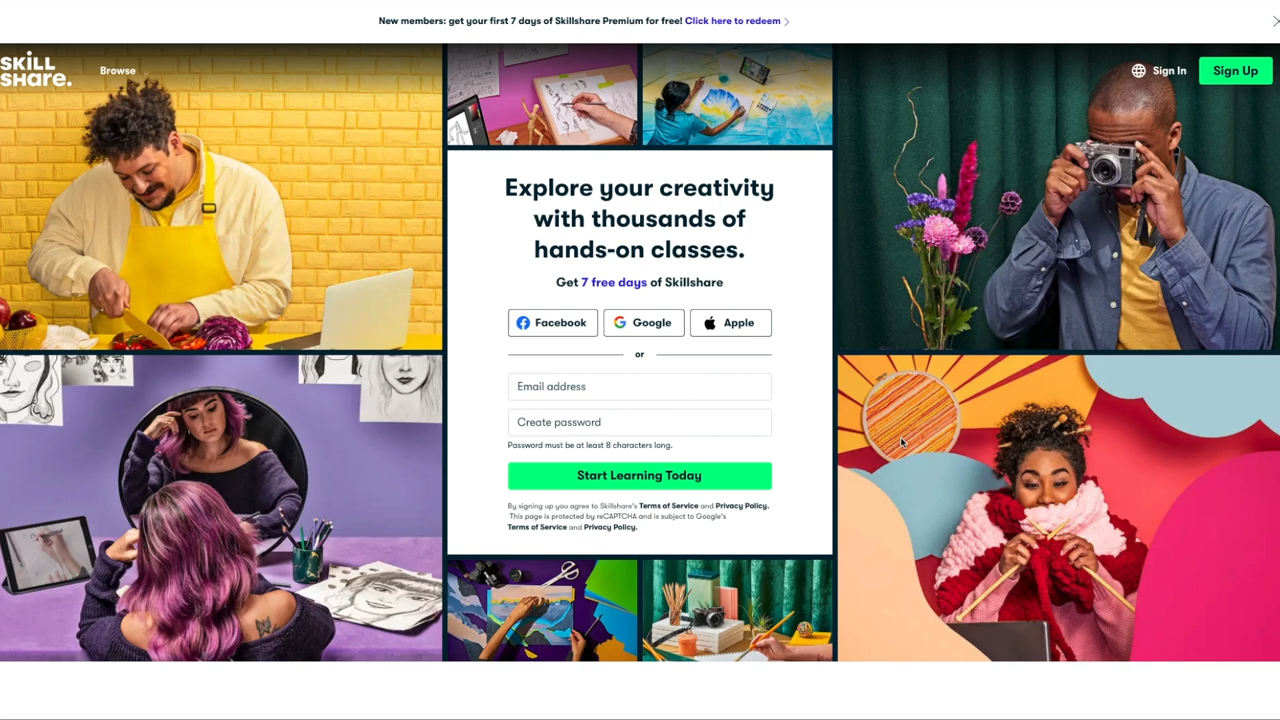 New members: get your first 7 days of Skillshare Premium for free! Click here to redeem
SKILL
SHARE.
Browse
Sign In
Sign Up
Explore your creativity
with thousands of
hands-on classes.
Get 7 free days of Skillshare
Facebook
Google
Apple
or
Email address
Create password
Password must be at least 8 characters long.
Start Learning Today
By signing up you agree to Skillshare's Terms of Service and Privacy Policy.
This page is protected by reCAPTCHA and is subject to Google's
Terms of Service and Privacy Policy.